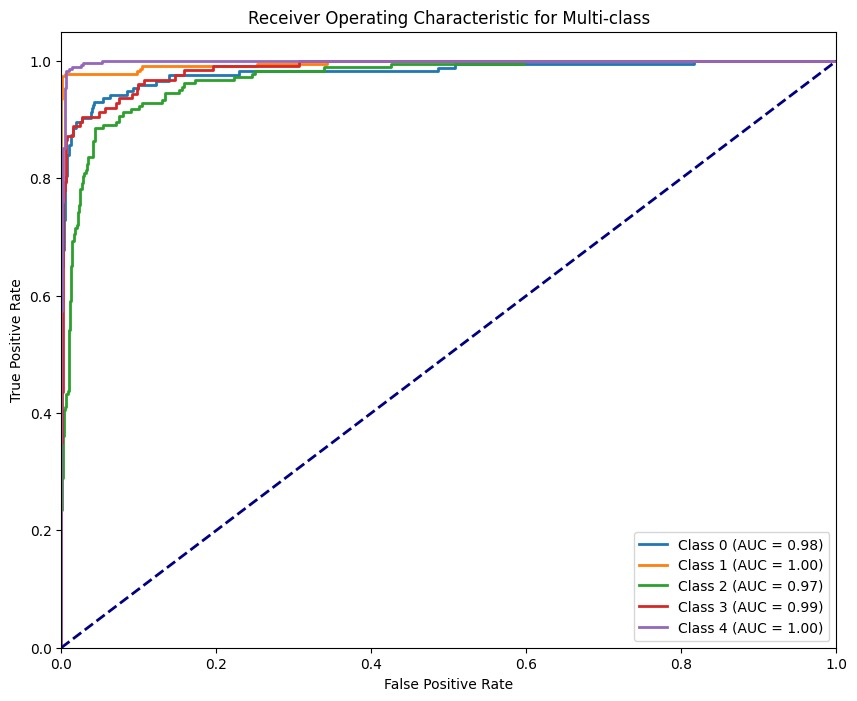 Receiver Operating Characteristic for Multi-class
1.0
0.8
0.6
0.4
0.2
0.0
True Positive Rate
0.0 0.2 0.4 0.6 0.8 1.0
False Positive Rate
Class 0 (AUC = 0.98)
Class 1 (AUC = 1.00)
Class 2 (AUC = 0.97)
Class 3 (AUC = 0.99)
Class 4 (AUC = 1.00)